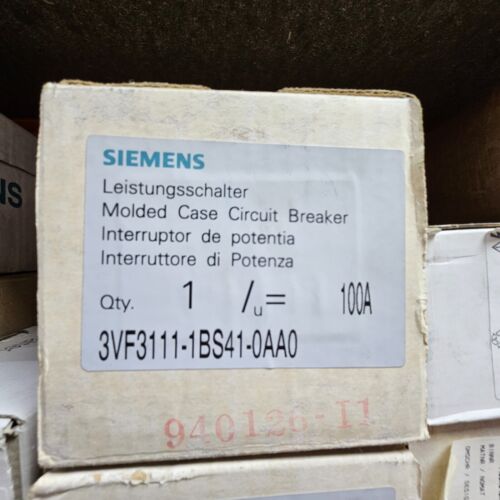 SIEMENS
Leistungsschalter
Molded Case Circuit Breaker
Interruptor de potentia
Interruttore di Potenza
Qty. 1 /u= 100A
3VF3111-1BS41-0AA0
940126-I1
NS